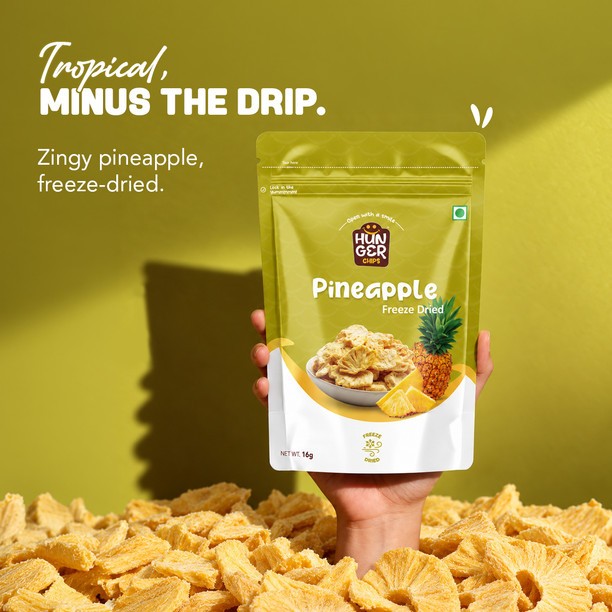 Tropical,
MINUS THE DRIP.
Zingy pineapple,
freeze-dried.
Open with a smile
HUN
GER
CHIPS
Pineapple
Freeze Dried
FREEZE
DRIED
NET WT. 16g